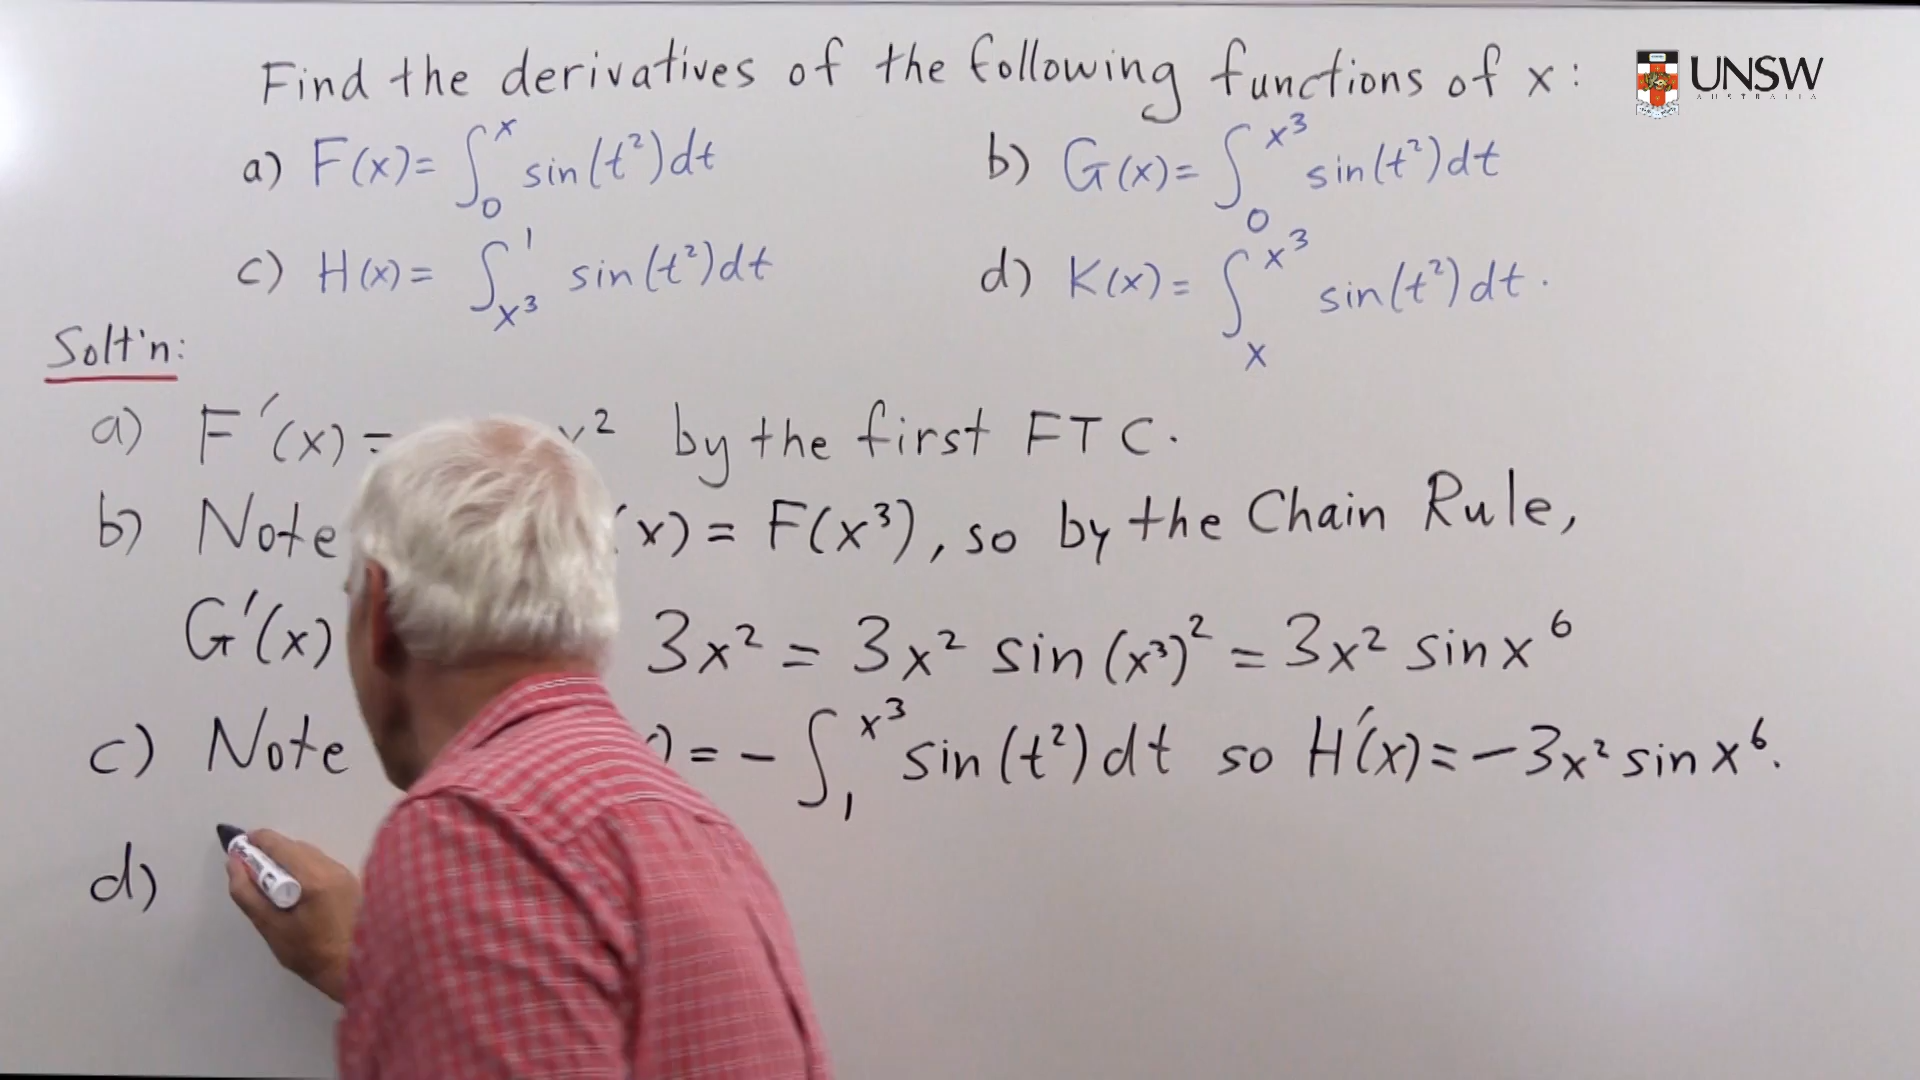 Find the derivatives of the following functions of x:
UNSW
AUSTRALIA
a) F(x)= ∫₀ˣ sin(t²)dt
b) G(x)= ∫₀^x³ sin(t²)dt
c) H(x)= ∫_x³^1 sin(t²)dt
d) K(x)= ∫_x^x³ sin(t²)dt.
Solt'n:
a) F′(x) = x² by the first FTC.
b) Note (x) = F(x³), so by the Chain Rule,
G′(x) 3x² = 3x² sin (x³)² = 3x² sin x⁶
c) Note ) = - ∫₁^x³ sin(t²)dt so H′(x) = -3x² sin x⁶.
d)